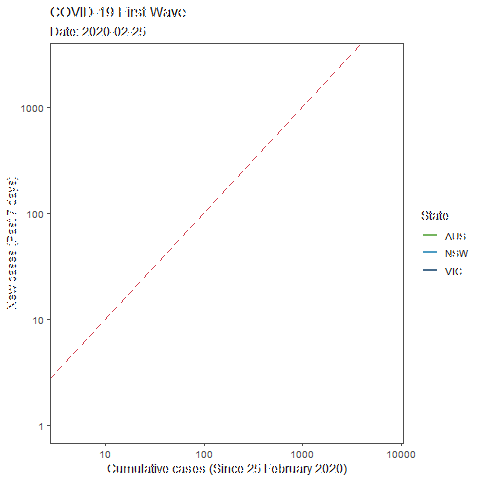 COVID-19 First Wave
Date: 2020-02-25
New cases (Past 7 days)
1000
100
10
1
10
100
1000
10000
Cumulative cases (Since 25 February 2020)
State
AUS
NSW
VIC